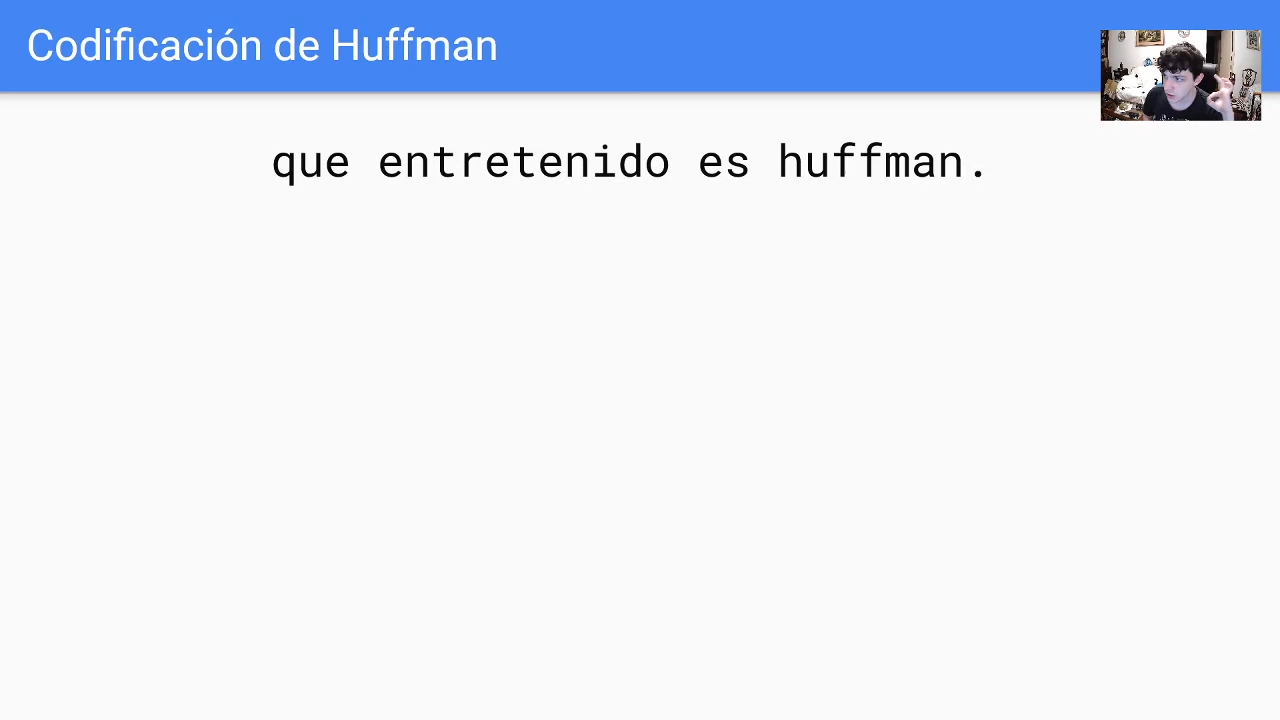 Codificación de Huffman
que entretenido es huffman.